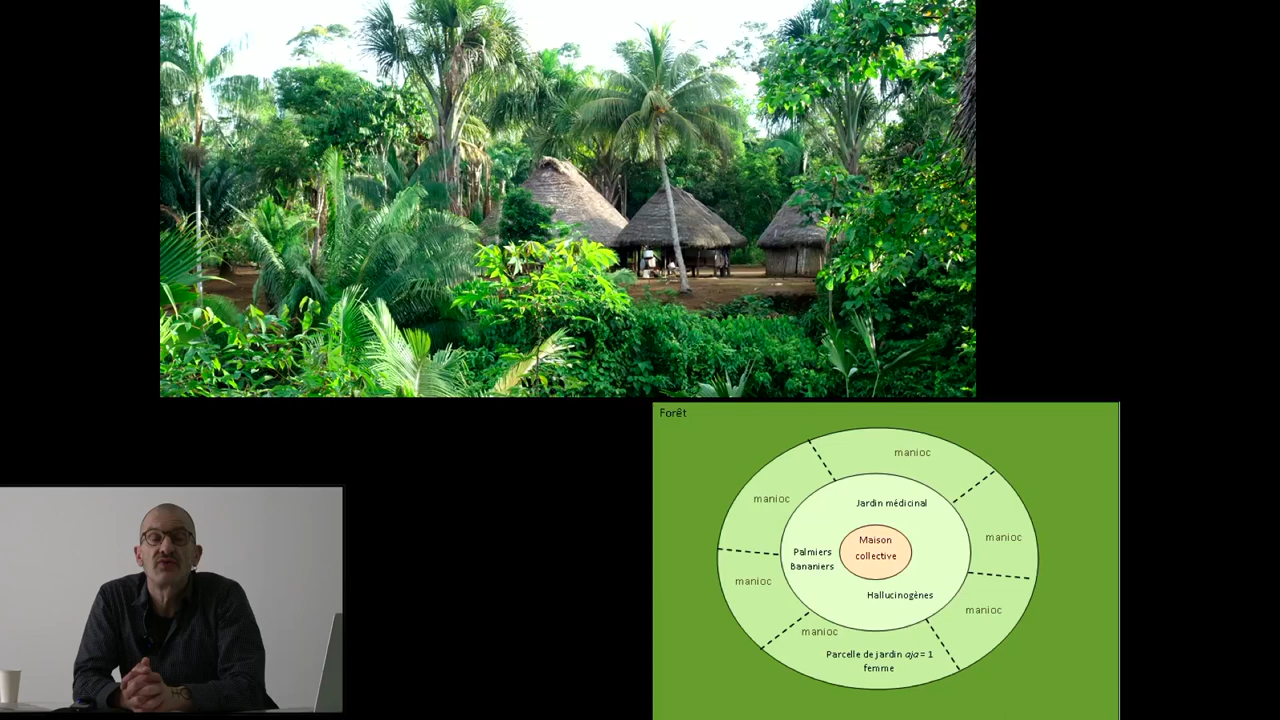 Forêt
manioc
manioc
Jardin médicinal
manioc
Maison
collective
Palmiers
Bananiers
manioc
Hallucinogènes
manioc
manioc
Parcelle de jardin aja = 1
femme